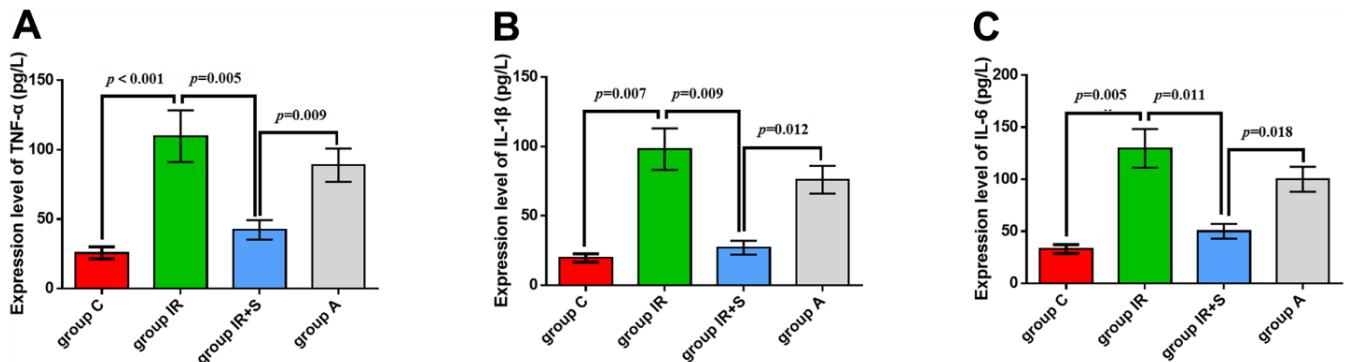 A
Expression level of TNF-α (pg/L)
150
100
50
0
p < 0.001
p=0.005
p=0.009
group C
group IR
group IR+S
group A
B
Expression level of IL-1β (pg/L)
150
100
50
0
p=0.007
p=0.009
p=0.012
group C
group IR
group IR+S
group A
C
Expression level of IL-6 (pg/L)
200
150
100
50
0
p=0.005
p=0.011
p=0.018
group C
group IR
group IR+S
group A